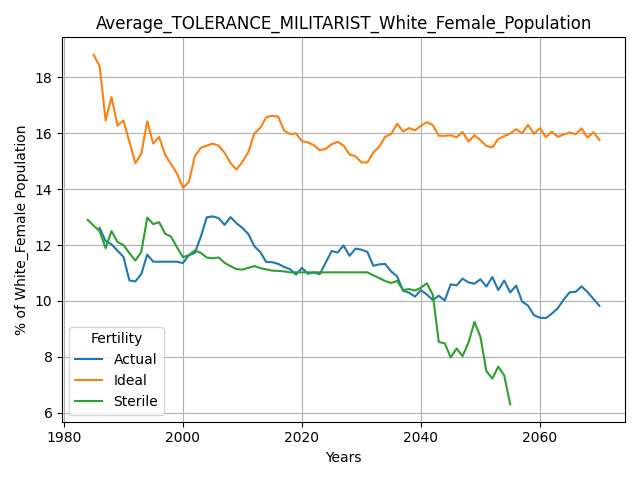 Average_TOLERANCE_MILITARIST_White_Female_Population
% of White_Female Population
18
16
14
12
10
8
6
Fertility
Actual
Ideal
Sterile
1980
2000
2020
2040
2060
Years